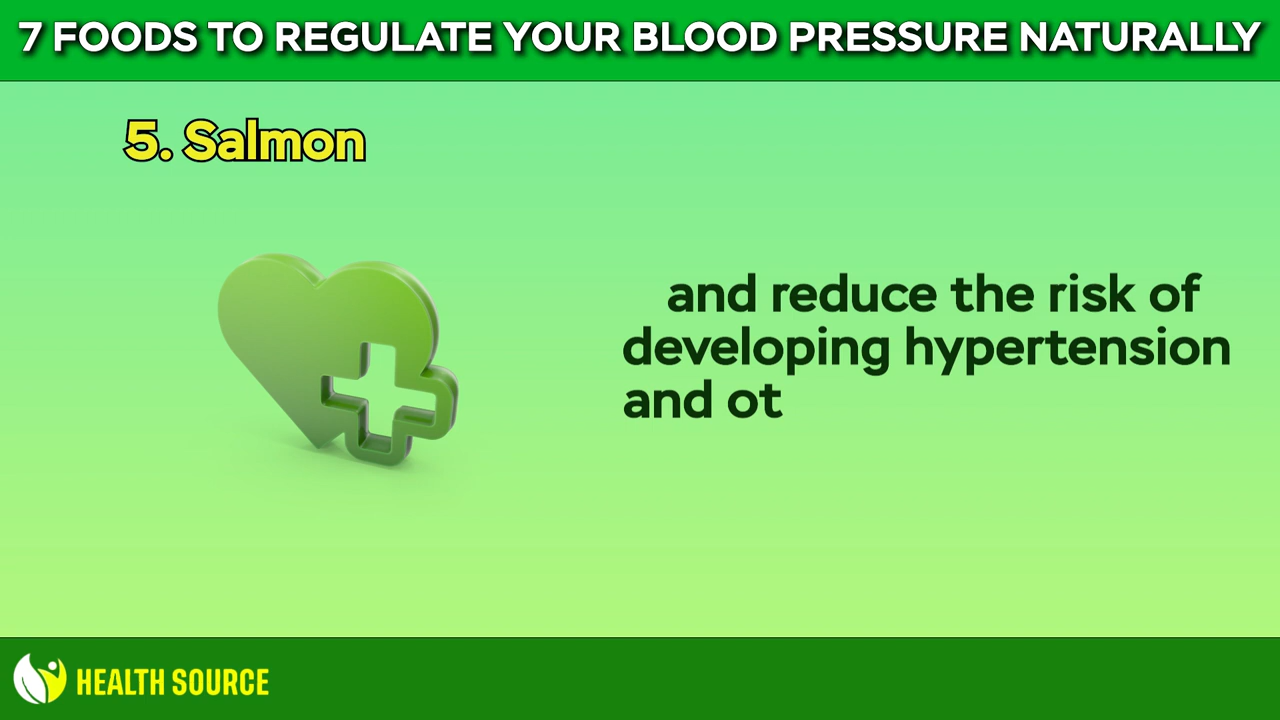 7 FOODS TO REGULATE YOUR BLOOD PRESSURE NATURALLY
5. Salmon
and reduce the risk of
developing hypertension
and ot
HEALTH SOURCE